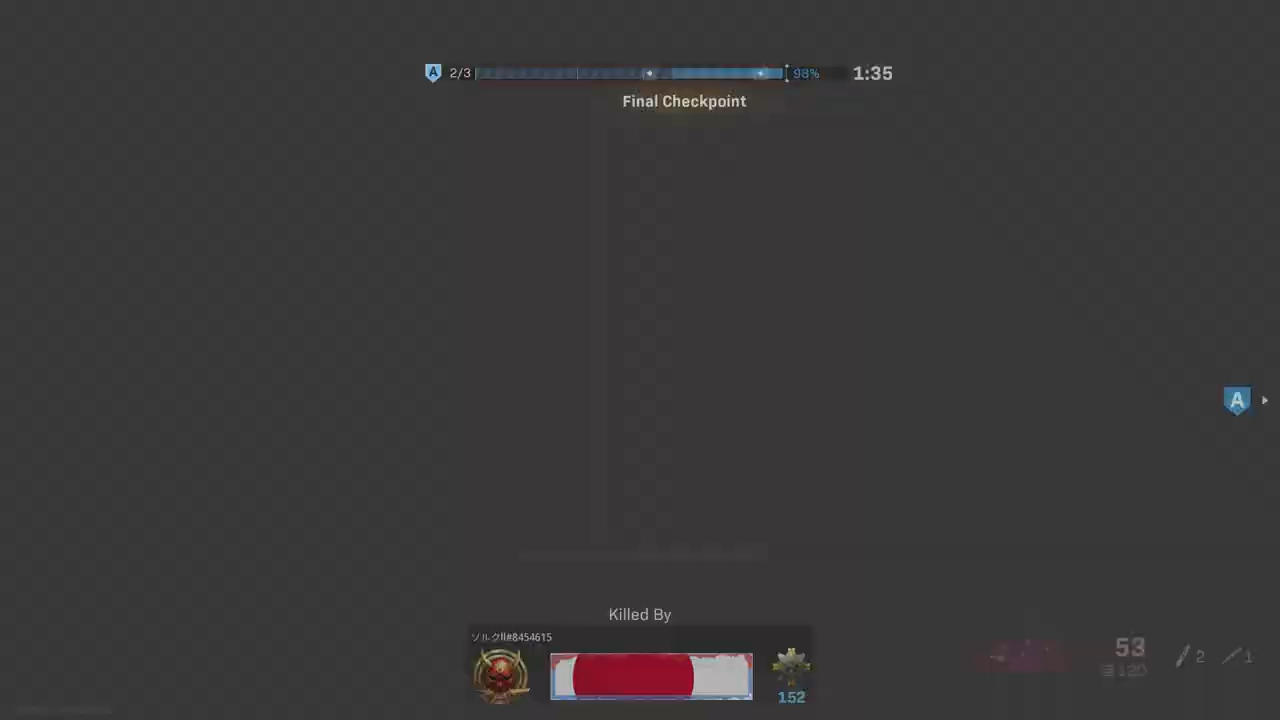 A 2/3 98% 1:35
Final Checkpoint
A
Killed By
ソルクII#8454615
152
53
120
2
1